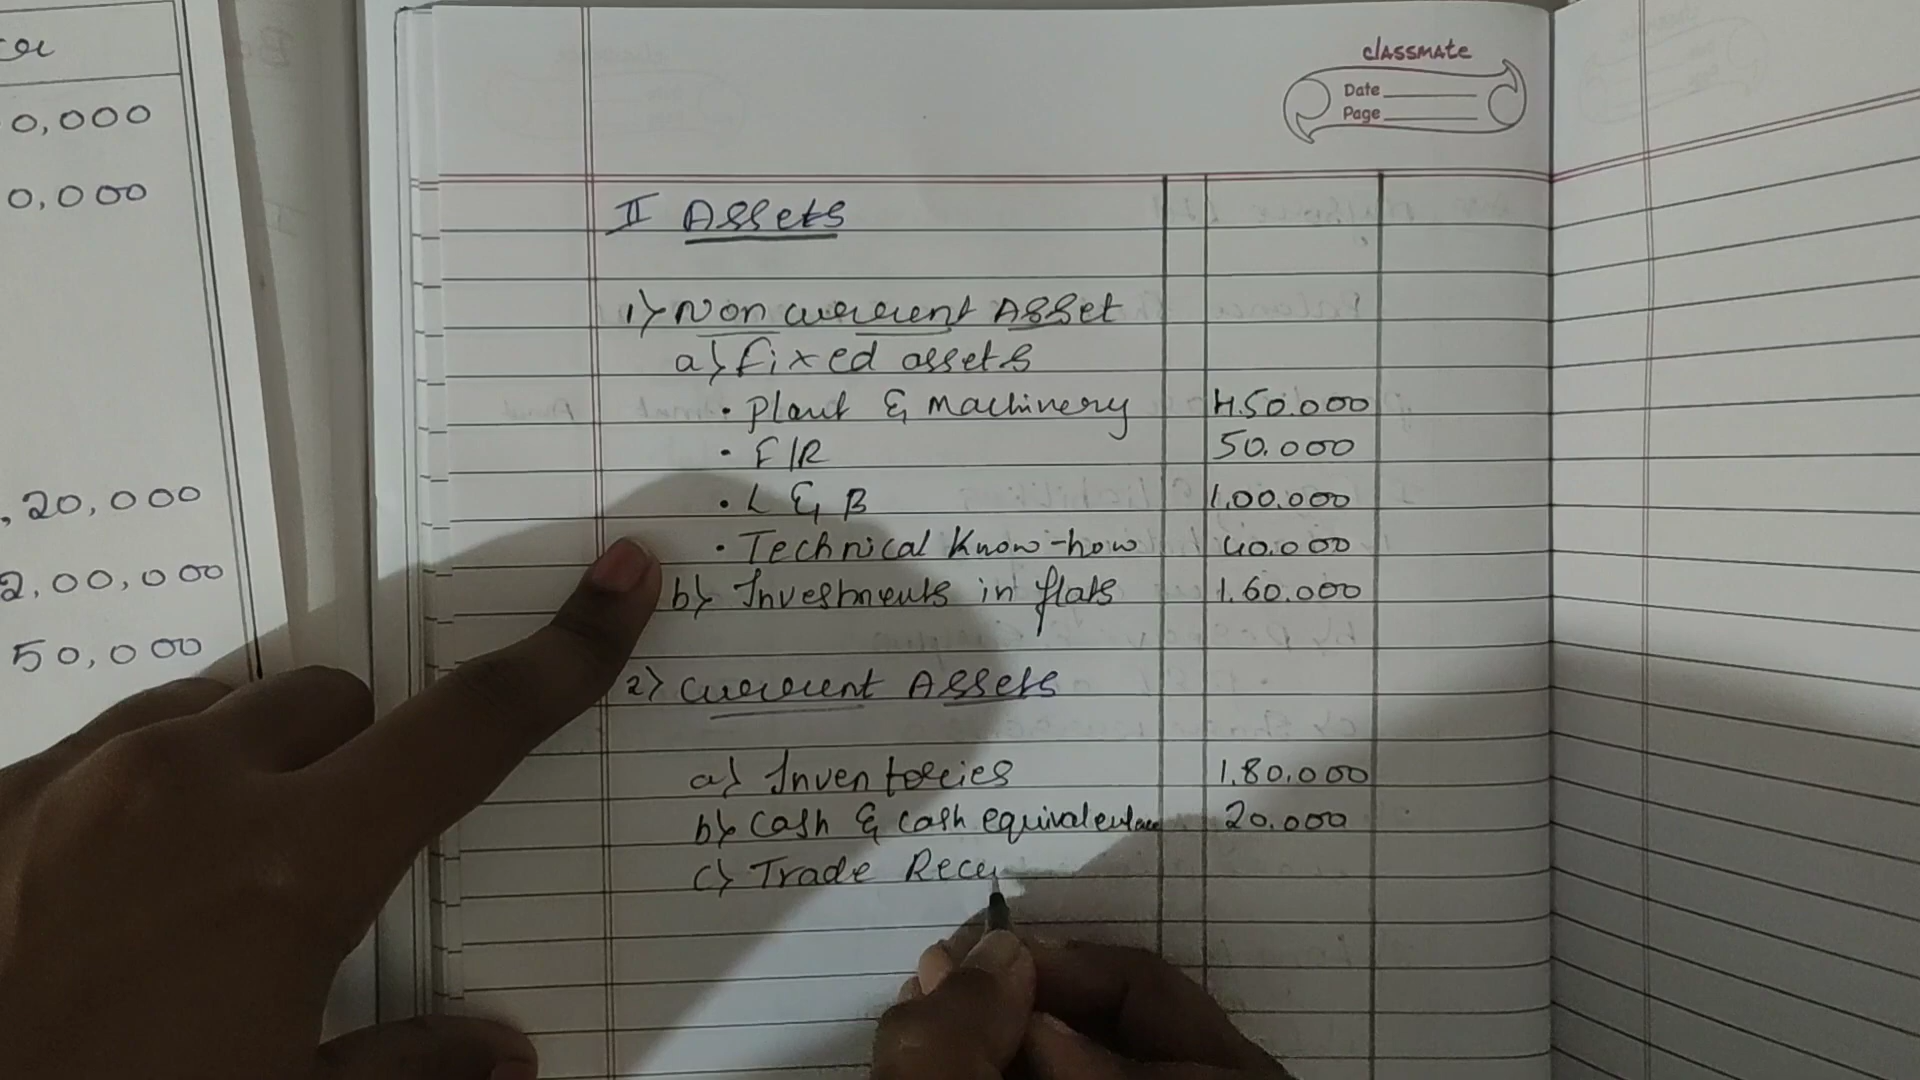 0,000
0,000
,20,000
2,00,000
50,000
classmate
Date
Page
II Assets
1) Non current Asset
a) fixed assets
• Plant & Machinery 4.50.000
• F/R 50.000
• L & B 1,00.000
• Technical Know-how 40.000
b) Investments in flats 1.60.000
2) Current Assets
a) Inventories 1.80.000
b) Cash & cash 20.000
c) Trade Rece